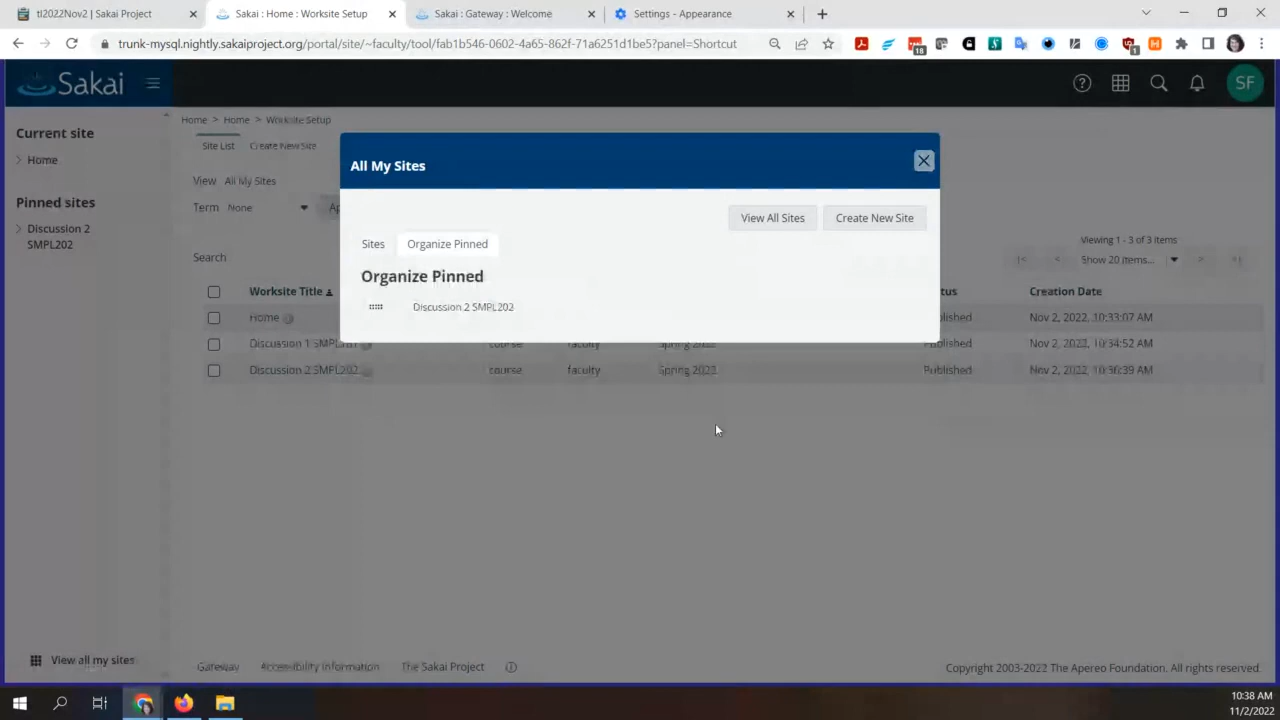 tl2022Nov2 | Sakai Project
Sakai : Home : Worksite Setup
Sakai : Gateway : Welcome
Settings - Appearance
trunk-mysql.nightly.sakaiproject.org/portal/site/~faculty/tool/fab1b546-0602-4a65-862f-71a6251d1be5?panel=Shortcut
18
1
Sakai
SF
Current site
Home
Pinned sites
Discussion 2
SMPL202
Home > Home > Worksite Setup
Site List Create New Site
View All My Sites
Term None
Search
All My Sites
View All Sites Create New Site
Sites Organize Pinned
Organize Pinned
Discussion 2 SMPL202
Viewing 1 - 3 of 3 items
|< < Show 20 items... > >|
Worksite Title Creation Date
Home Nov 2, 2022, 10:33:07 AM
Discussion 1 course faculty Spring 2022 Nov 2, 2022, 10:34:52 AM
Discussion 2 SMPL202 course faculty Spring 2022 Published Nov 2, 2022, 10:36:39 AM
View all my sites
Gateway Accessibility Information The Sakai Project
Copyright 2003-2022 The Apereo Foundation. All rights reserved.
10:38 AM
11/2/2022